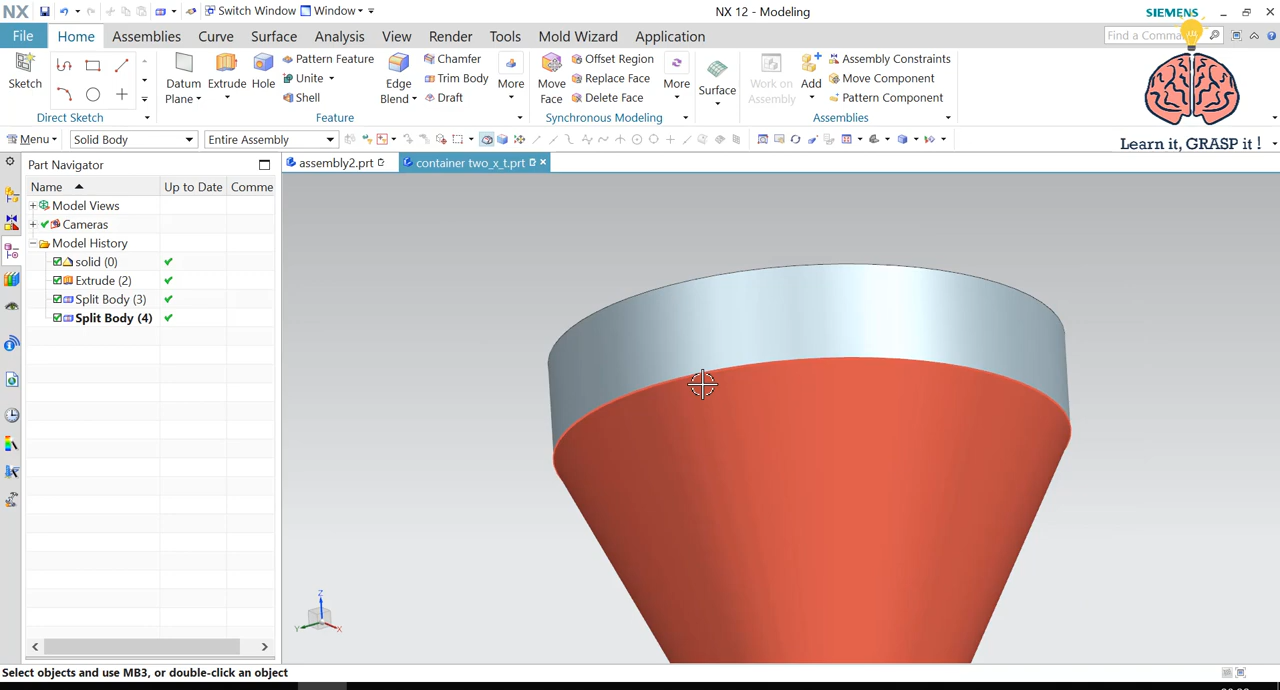 NX Switch Window Window NX 12 - Modeling SIEMENS
File Home Assemblies Curve Surface Analysis View Render Tools Mold Wizard Application Find a Comma
Sketch Datum Plane Extrude Hole Pattern Feature Unite Shell Edge Blend Chamfer Trim Body Draft More Move Face Offset Region Replace Face Delete Face More Surface Work on Assembly Add Assembly Constraints Move Component Pattern Component
Direct Sketch Feature Synchronous Modeling Assemblies
Menu Solid Body Entire Assembly Learn it, GRASP it !
Part Navigator assembly2.prt container two_x_t.prt
Name Up to Date Comme
Model Views
Cameras
Model History
solid (0)
Extrude (2)
Split Body (3)
Split Body (4)
Z
Y X
Select objects and use MB3, or double-click an object